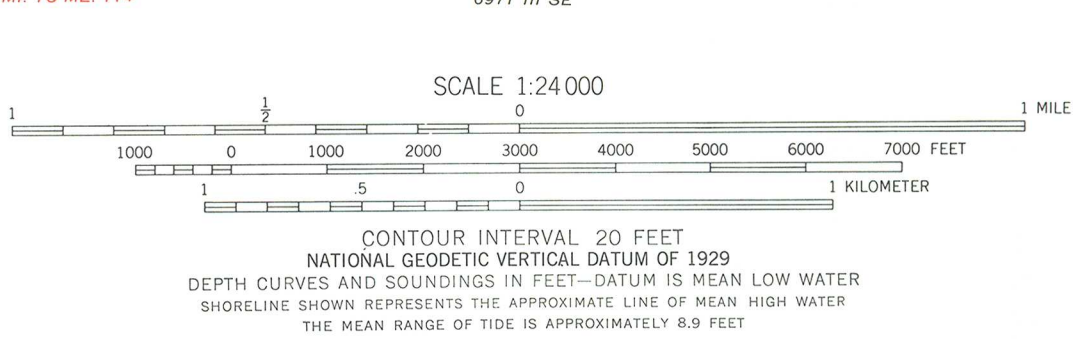 SCALE 1:24 000
1 1/2 0 1 MILE
1000 0 1000 2000 3000 4000 5000 6000 7000 FEET
1 .5 0 1 KILOMETER
CONTOUR INTERVAL 20 FEET
NATIONAL GEODETIC VERTICAL DATUM OF 1929
DEPTH CURVES AND SOUNDINGS IN FEET—DATUM IS MEAN LOW WATER
SHORELINE SHOWN REPRESENTS THE APPROXIMATE LINE OF MEAN HIGH WATER
THE MEAN RANGE OF TIDE IS APPROXIMATELY 8.9 FEET